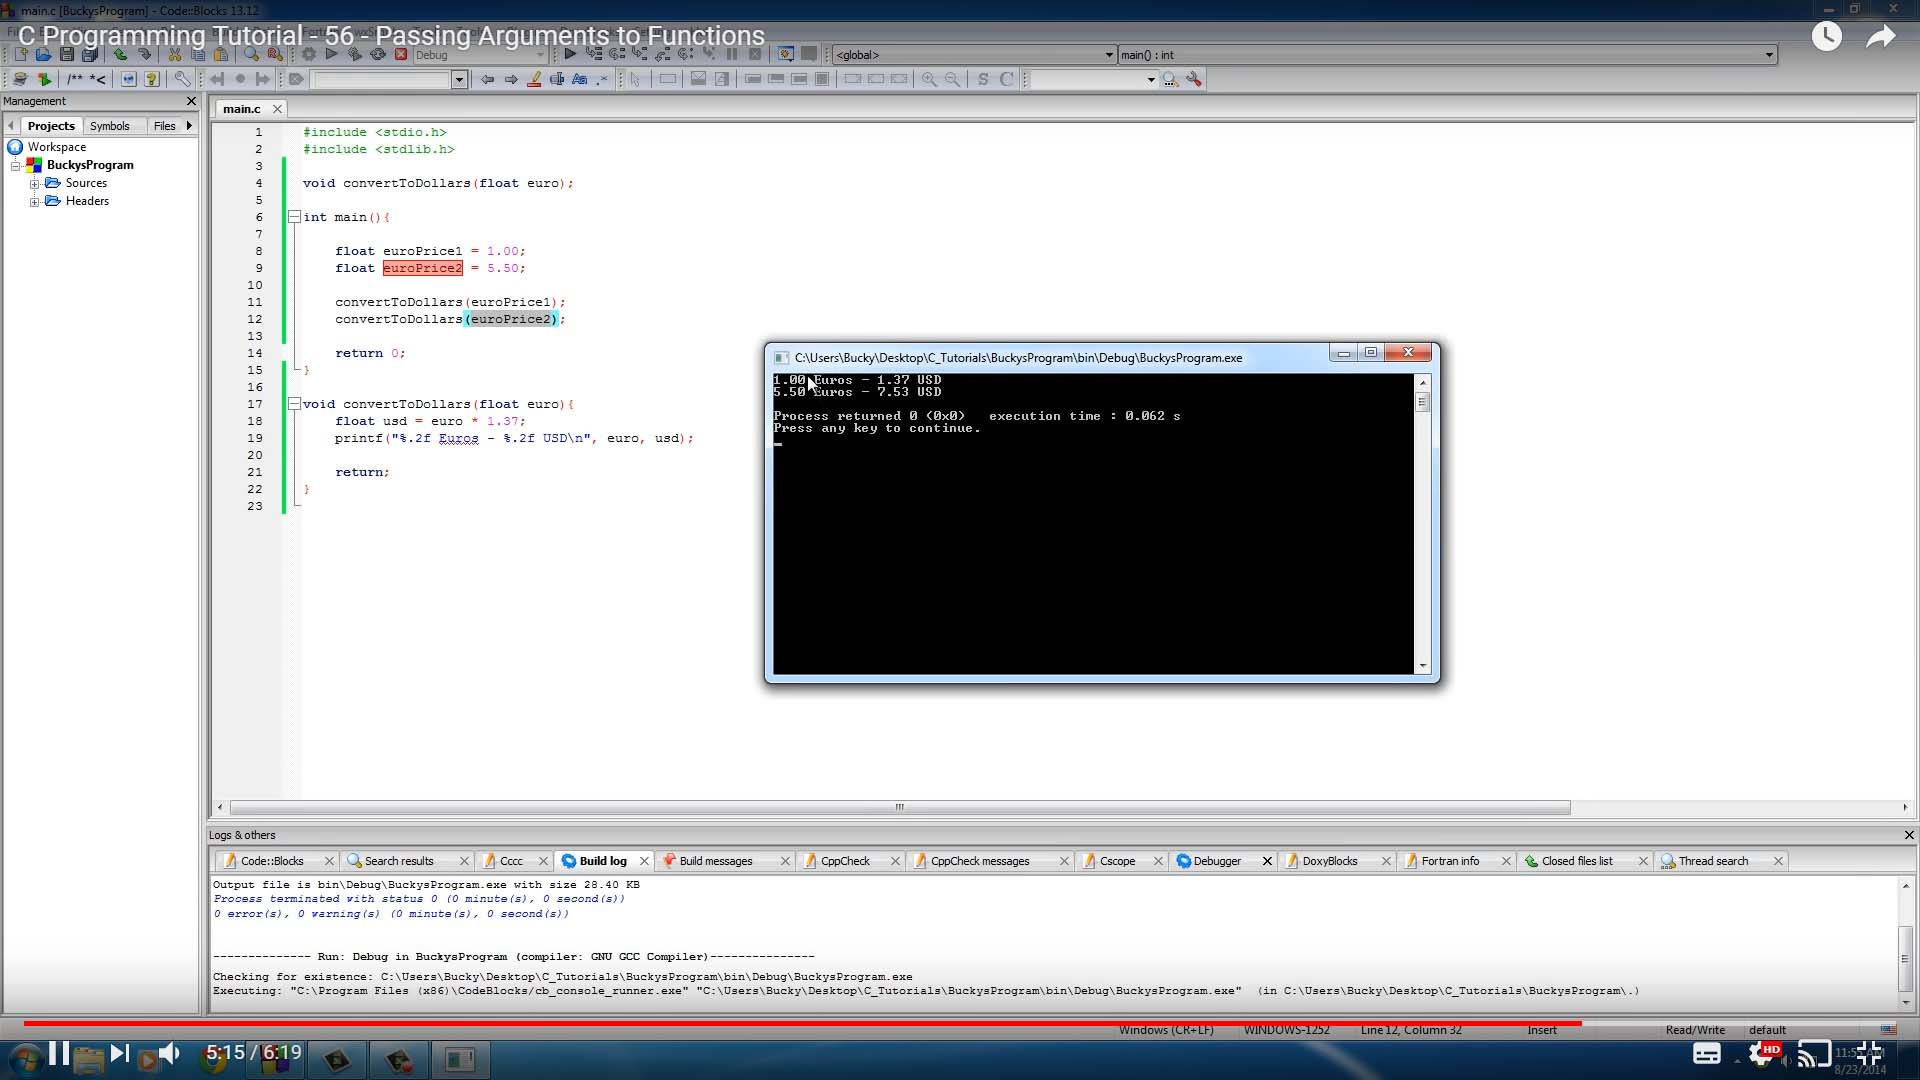 main.c [BuckysProgram] - Code::Blocks 13.12
C Programming Tutorial - 56 - Passing Arguments to Functions
Debug
<global>
main() : int
/** *<
Management
main.c
Projects Symbols Files
Workspace
BuckysProgram
Sources
Headers
1 #include <stdio.h>
2 #include <stdlib.h>
3
4 void convertToDollars(float euro);
5
6 int main(){
7
8 float euroPrice1 = 1.00;
9 float euroPrice2 = 5.50;
10
11 convertToDollars(euroPrice1);
12 convertToDollars(euroPrice2);
13
14 return 0;
15 }
16
17 void convertToDollars(float euro){
18 float usd = euro * 1.37;
19 printf("%.2f Euros - %.2f USD\n", euro, usd);
20
21 return;
22 }
23
C:\Users\Bucky\Desktop\C_Tutorials\BuckysProgram\bin\Debug\BuckysProgram.exe
1.00 Euros - 1.37 USD
5.50 Euros - 7.53 USD
Process returned 0 (0x0) execution time : 0.062 s
Press any key to continue.
Logs & others
Code::Blocks Search results Cccc Build log Build messages CppCheck CppCheck messages Cscope Debugger DoxyBlocks Fortran info Closed files list Thread search
Output file is bin\Debug\BuckysProgram.exe with size 28.40 KB
Process terminated with status 0 (0 minute(s), 0 second(s))
0 error(s), 0 warning(s) (0 minute(s), 0 second(s))
-------------- Run: Debug in BuckysProgram (compiler: GNU GCC Compiler)---------------
Checking for existence: C:\Users\Bucky\Desktop\C_Tutorials\BuckysProgram\bin\Debug\BuckysProgram.exe
Executing: "C:\Program Files (x86)\CodeBlocks/cb_console_runner.exe" "C:\Users\Bucky\Desktop\C_Tutorials\BuckysProgram\bin\Debug\BuckysProgram.exe" (in C:\Users\Bucky\Desktop\C_Tutorials\BuckysProgram\.)
Windows (CR+LF) WINDOWS-1252 Line 12, Column 32 Insert Read/Write default
5:15 / 6:19
HD
8/23/2014